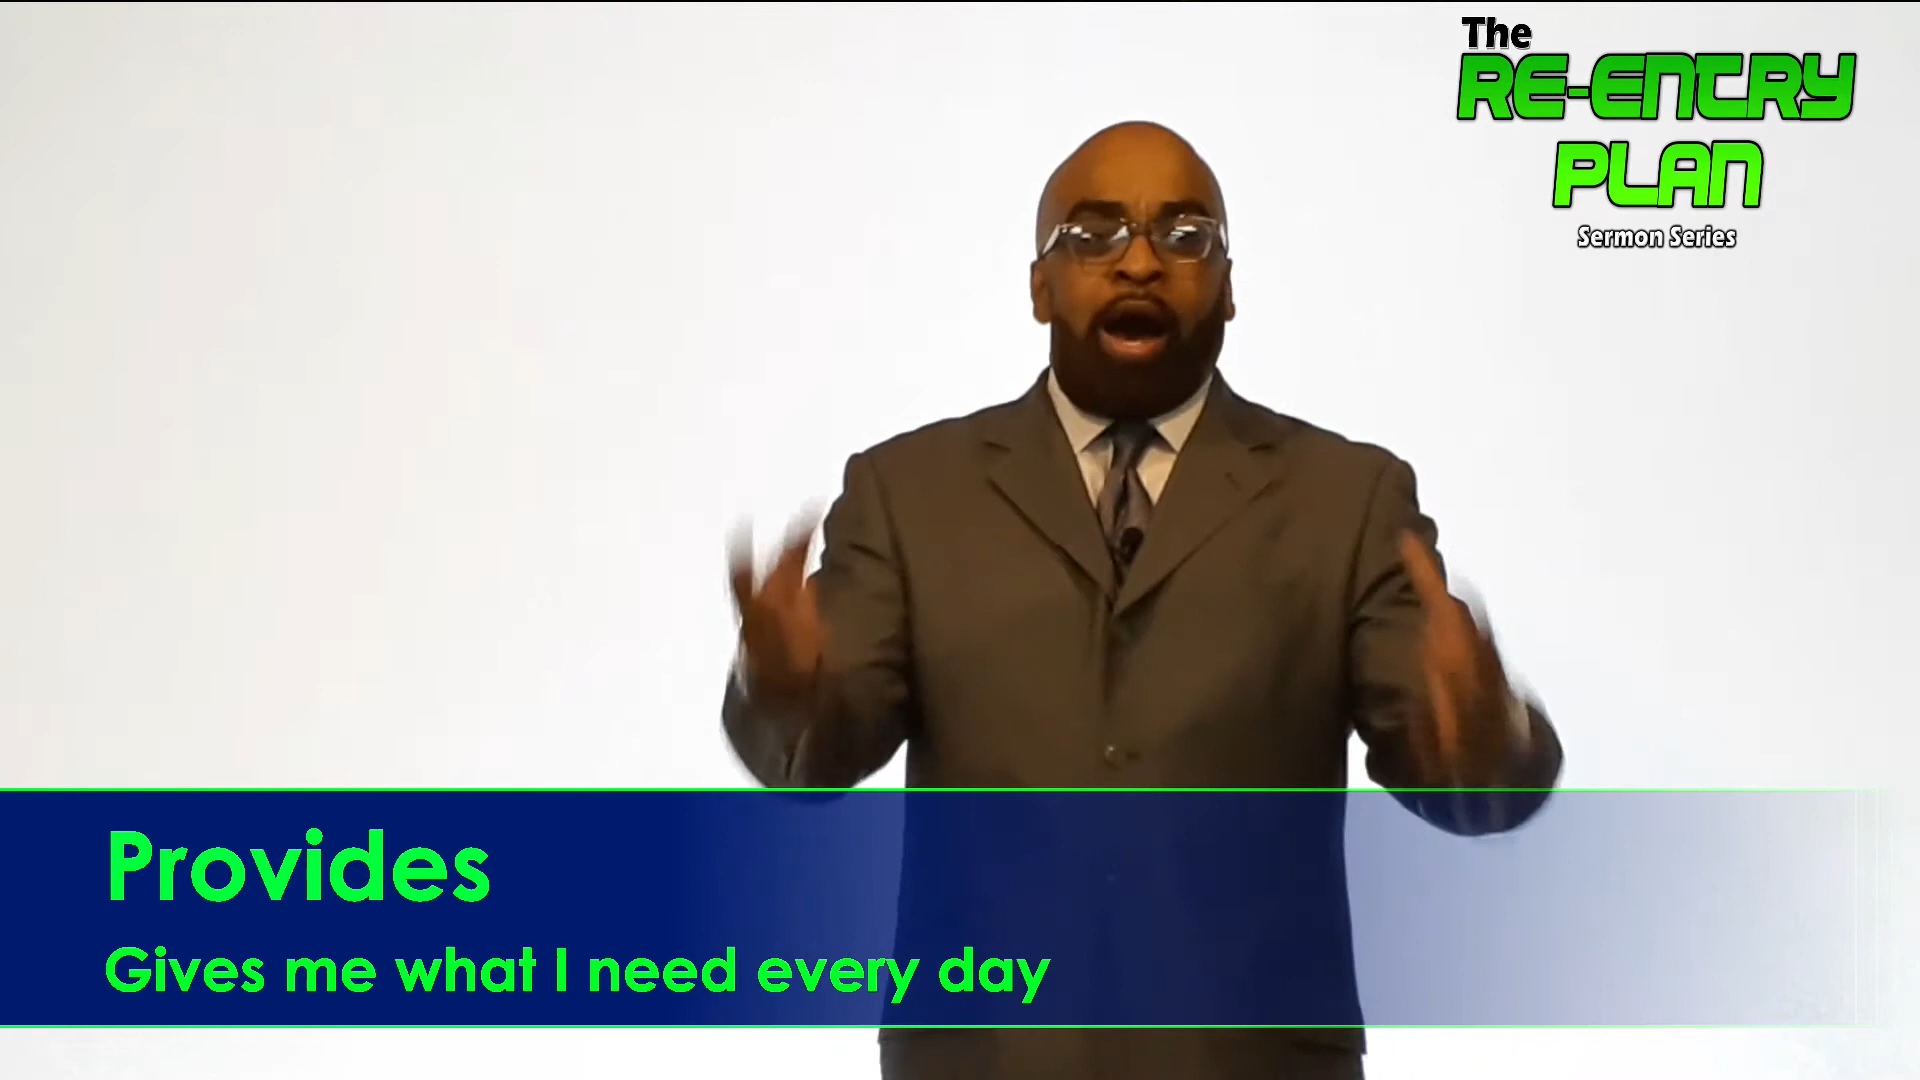 The
RE-ENTRY
PLAN
Sermon Series
Provides
Gives me what I need every day